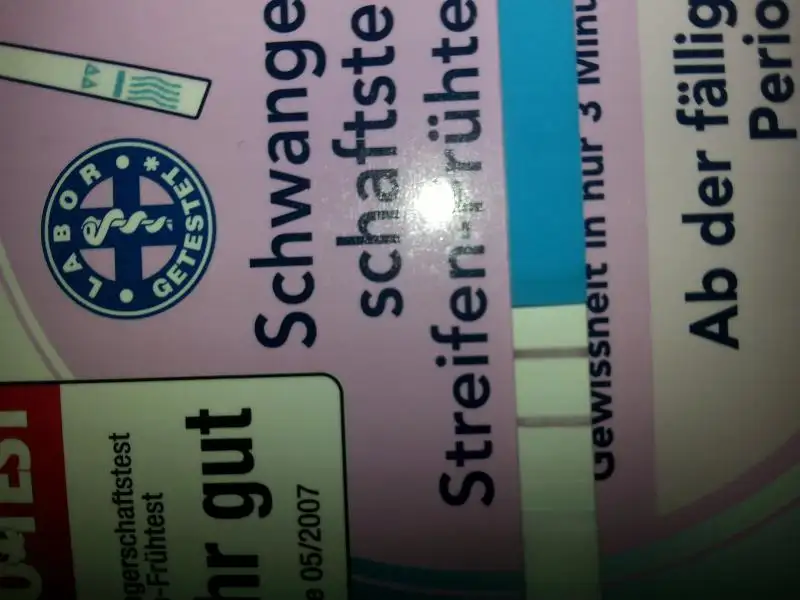 LABOR
GETESTET*
Schwange
schaftste
Streifen-Frühte
Gewissheit in nur 3 Minu
Ab der fällig
Perio
TEST
gerschaftstest
-Frühtest
hr gut
e 05/2007